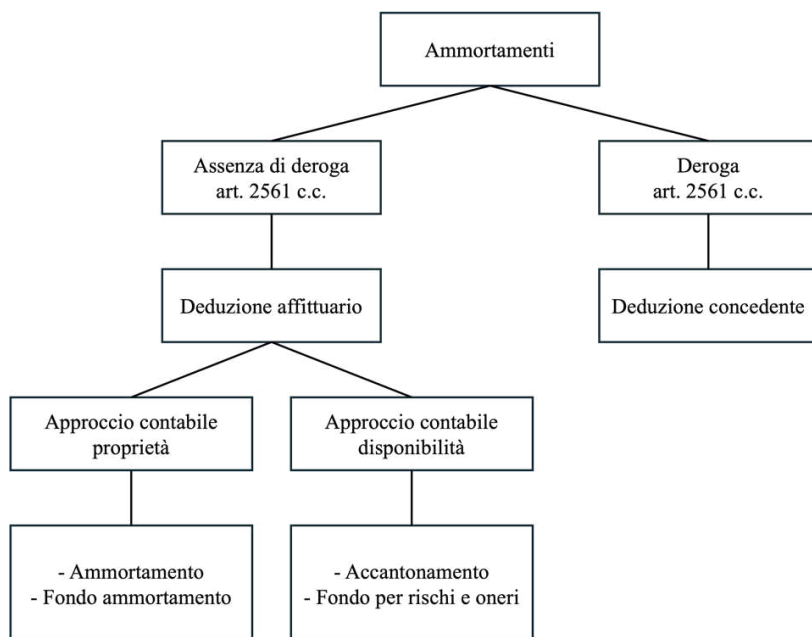 Ammortamenti
Assenza di deroga
art. 2561 c.c.
Deroga
art. 2561 c.c.
Deduzione affittuario
Deduzione concedente
Approccio contabile
proprietà
Approccio contabile
disponibilità
- Ammortamento
- Fondo ammortamento
- Accantonamento
- Fondo per rischi e oneri